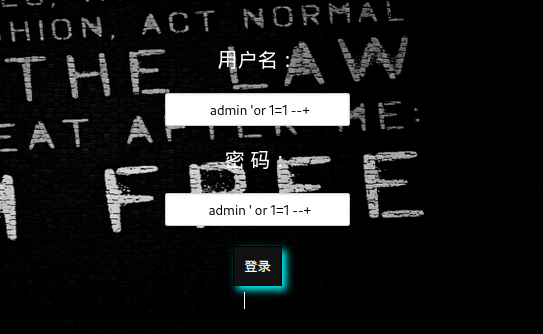 HION, ACT NORMAL
THE LAW
用户名：
admin 'or 1=1 --+
EAT AFTER ME:
密 码：
FREE
admin ' or 1=1 --+
登录